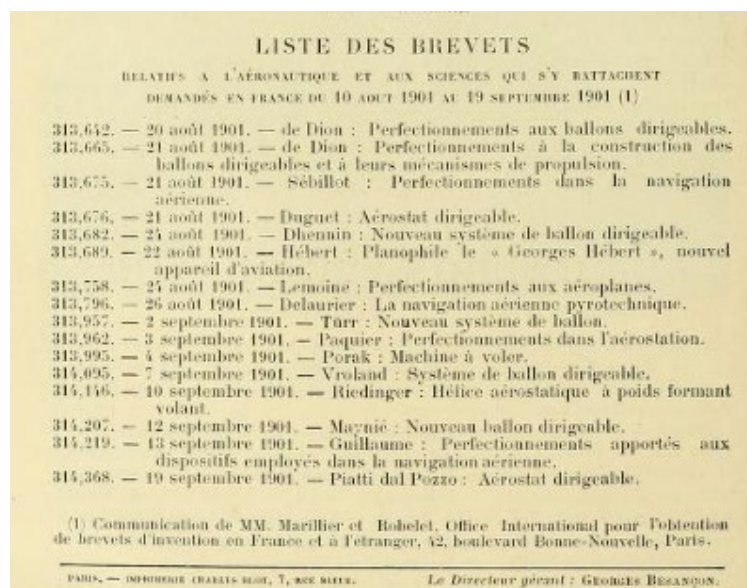 LISTE DES BREVETS
RELATIFS A L'AÉRONAUTIQUE ET AUX SCIENCES QUI S'Y RATTACHENT
DEMANDÉS EN FRANCE DU 10 AOUT 1901 AU 19 SEPTEMBRE 1901 (1)
313,642. — 20 août 1901. — de Dion : Perfectionnements aux ballons dirigeables.
313,665. — 21 août 1901. — de Dion : Perfectionnements à la construction des
ballons dirigeables et à leurs mécanismes de propulsion.
313,675. — 21 août 1901. — Sébillot : Perfectionnements dans la navigation
aérienne.
313,676. — 21 août 1901. — Duguet : Aérostat dirigeable.
313,682. — 21 août 1901. — Dhennin : Nouveau système de ballon dirigeable.
313,689. — 22 août 1901. — Hébert : Planophile le « Georges Hébert », nouvel
appareil d'aviation.
313,758. — 24 août 1901. — Lemoine : Perfectionnements aux aéroplanes.
313,796. — 26 août 1901. — Delaurier : La navigation aérienne pyrotechnique.
313,957. — 2 septembre 1901. — Türr : Nouveau système de ballon.
313,962. — 3 septembre 1901. — Paquier : Perfectionnements dans l'aérostation.
313,995. — 4 septembre 1901. — Porak : Machine à voler.
314,095. — 7 septembre 1901. — Vroland : Système de ballon dirigeable.
314,146. — 10 septembre 1901. — Riedinger : Hélice aérostatique à poids formant
volant.
314,207. — 12 septembre 1901. — Maynié : Nouveau ballon dirigeable.
314,219. — 13 septembre 1901. — Guillaume : Perfectionnements apportés aux
dispositifs employés dans la navigation aérienne.
314,368. — 19 septembre 1901. — Piatti dal Pozzo : Aérostat dirigeable.
(1) Communication de MM. Marillier et Robelet, Office International pour l'obtention
de brevets d'invention en France et à l'étranger, 42, boulevard Bonne-Nouvelle, Paris.
PARIS. — IMPRIMERIE CHARLES BLOT, 7, RUE BLEUE.
Le Directeur gérant : GEORGES BESANÇON.